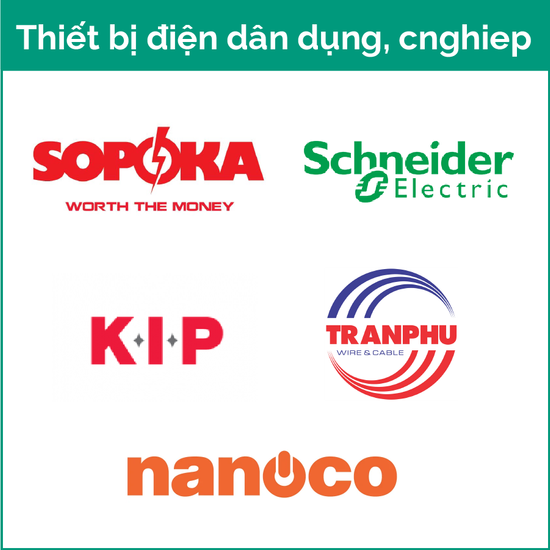 Thiết bị điện dân dụng, cnghiep
SOPOKA
WORTH THE MONEY
Schneider
Electric
K·I·P
TRANPHU
WIRE & CABLE
nanoco